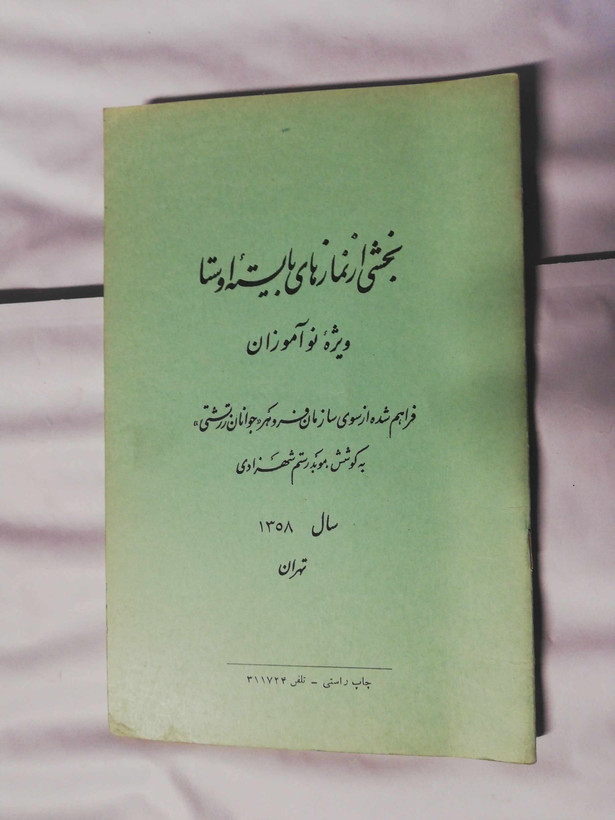 بخشی از نمازهای بایستهٔ اوستا
ویژهٔ نوآموزان
فراهم شده از سوی سازمان فروهر «جوانان زرتشتی»
به کوشش موبد رستم شهزادی
سال ۱۳۵۸
تهران
چاپ راستی - تلفن ۳۱۱۷۲۴